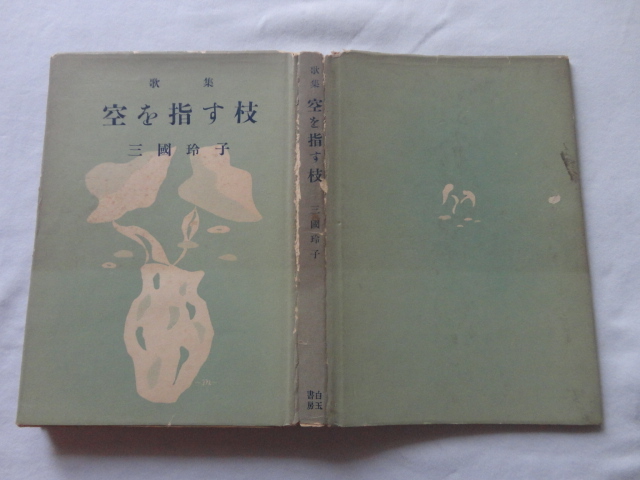 歌集
空を指す枝
三國玲子
歌集
空を指す枝
三國玲子
白玉
書房